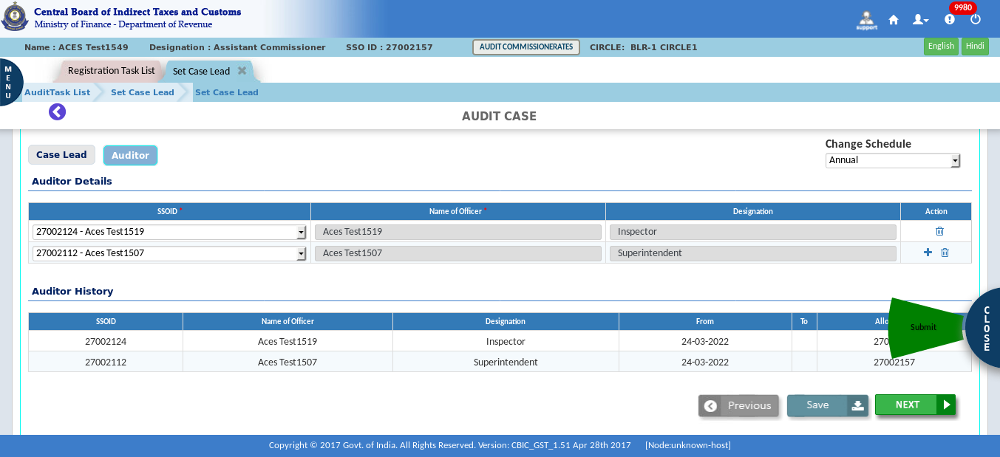 Central Board of Indirect Taxes and Customs
Ministry of Finance - Department of Revenue
support
9980
Name : ACES Test1549 Designation : Assistant Commissioner SSO ID : 27002157 AUDIT COMMISSIONERATES CIRCLE: BLR-1 CIRCLE1 English Hindi
MENU
Registration Task List Set Case Lead
AuditTask List Set Case Lead Set Case Lead
AUDIT CASE
Case Lead Auditor
Change Schedule
Annual
Auditor Details
SSOID * Name of Officer * Designation Action
27002124 - Aces Test1519 Aces Test1519 Inspector
27002112 - Aces Test1507 Aces Test1507 Superintendent
Auditor History
SSOID Name of Officer Designation From To
27002124 Aces Test1519 Inspector 24-03-2022
27002112 Aces Test1507 Superintendent 24-03-2022 27002157
Submit
CLOSE
Previous Save NEXT
Copyright © 2017 Govt. of India. All Rights Reserved. Version: CBIC_GST_1.51 Apr 28th 2017 [Node:unknown-host]